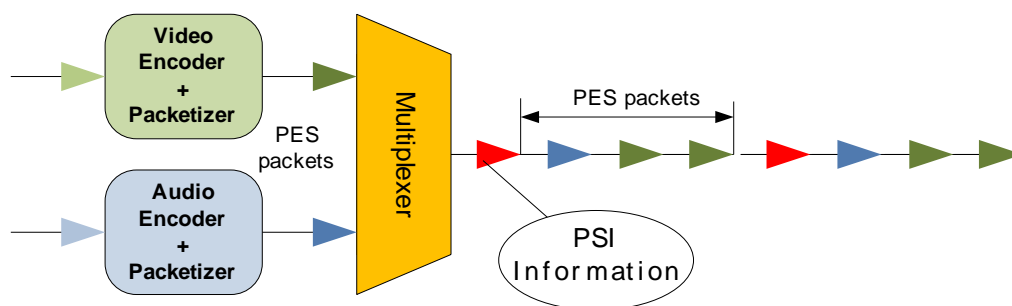 Video
Encoder
+
Packetizer
PES
packets
Audio
Encoder
+
Packetizer
Multiplexer
PES packets
PSI
Information